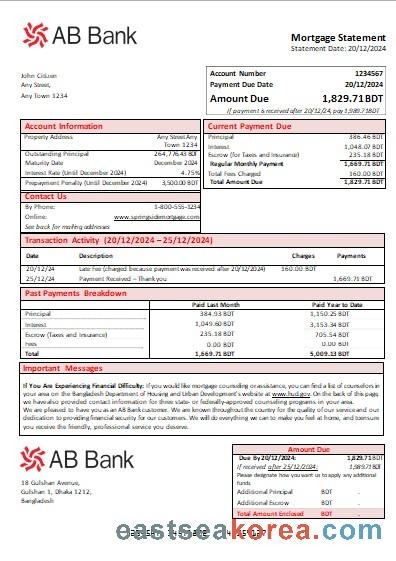 AB Bank
Mortgage Statement
Statement Date: 20/12/2024
John Citizen
Any Street,
Any Town 1234
Account Number 1234567
Payment Due Date 20/12/2024
Amount Due 1,829.71BDT
If payment is received after 20/12/24, pay 1,989.71BDT
Account Information
Property Address Any Street Any
Town 1234
Outstanding Principal 264,776.43 BDT
Maturity Date December 2024
Interest Rate (Until December 2024) 4.75%
Prepayment Penalty (Until December 2024) 3,500.00 BDT
Contact Us
By Phone: 1-800-555-1234
Online: www.springsidemortgage.com
See back for mailing addresses
Current Payment Due
Principal 386.46 BDT
Interest 1,048.07 BDT
Escrow (for Taxes and Insurance) 235.18 BDT
Regular Monthly Payment 1,669.71 BDT
Total Fees Charged 160.00 BDT
Total Amount Due 1,829.71 BDT
Transaction Activity (20/12/2024 – 25/12/2024)
Date Description Charges Payments
20/12/24 Late Fee (charged because payment was received after 20/12/2024) 160.00 BDT
25/12/24 Payment Received – Thank you 1,669.71 BDT
Past Payments Breakdown
Paid Last Month Paid Year to Date
Principal 384.93 BDT 1,150.25 BDT
Interest 1,049.60 BDT 3,153.34 BDT
Escrow (Taxes and Insurance) 235.18 BDT 705.54 BDT
Fees 0.00 BDT 0.00 BDT
Total 1,669.71 BDT 5,009.13 BDT
Important Messages
If You Are Experiencing Financial Difficulty: If you would like mortgage counseling or assistance, you can find a list of counselors in
your area on the Bangladesh Department of Housing and Urban Development's website at www.hud.gov. On the back of this page,
we have also provided contact information for three state- or federally-approved counseling programs in your area.
We are pleased to have you as an AB Bank customer. We are known throughout the county for the quality of our service and our
dedication to providing financial security for our customers. We will do everything we can to make you feel at home, and to ensure
you receive the friendly, professional service you deserve.
AB Bank
18 Gulshan Avenue,
Gulshan 1, Dhaka 1212,
Bangladesh
Amount Due
Due By 20/12/2024: 1,829.71 BDT
If received after 25/12/2024: 1,989.71 BDT
Please designate how you want us to apply any additional
funds
Additional Principal BDT .
Additional Escrow BDT .
Total Amount Enclosed BDT .
eastseakorea.com